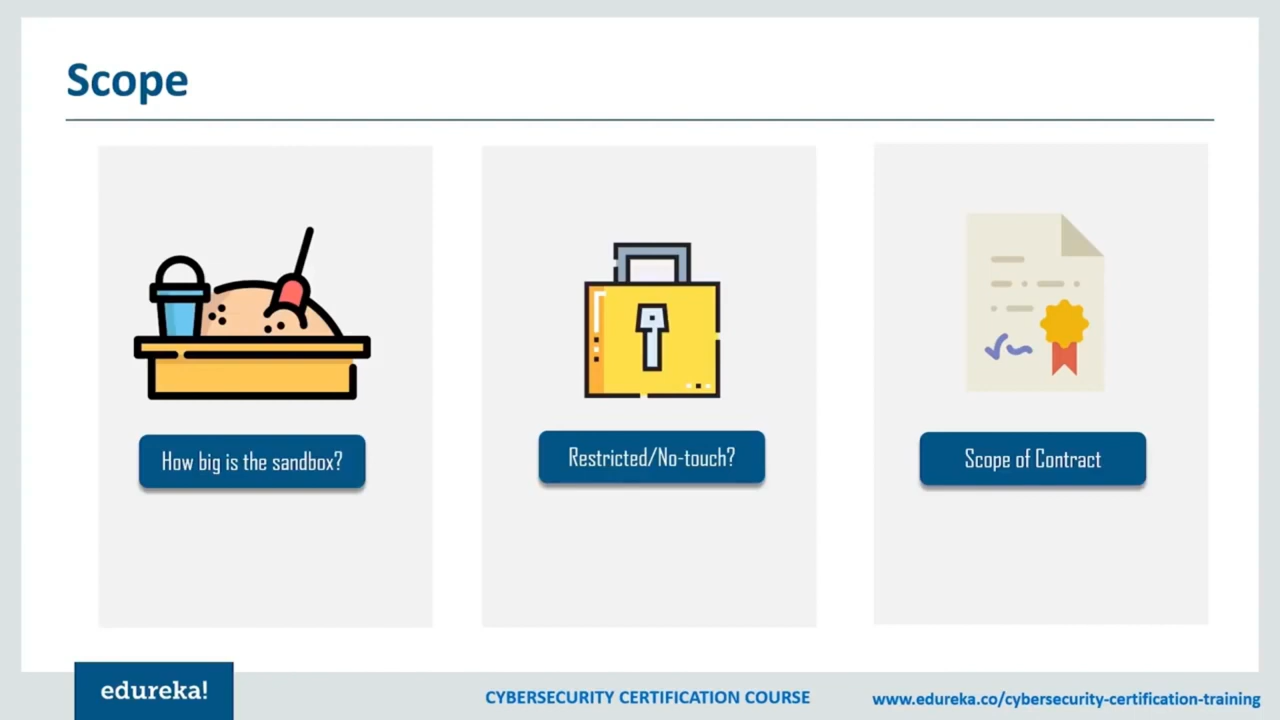 Scope
How big is the sandbox?
Restricted/No-touch?
Scope of Contract
edureka!
CYBERSECURITY CERTIFICATION COURSE
www.edureka.co/cybersecurity-certification-training